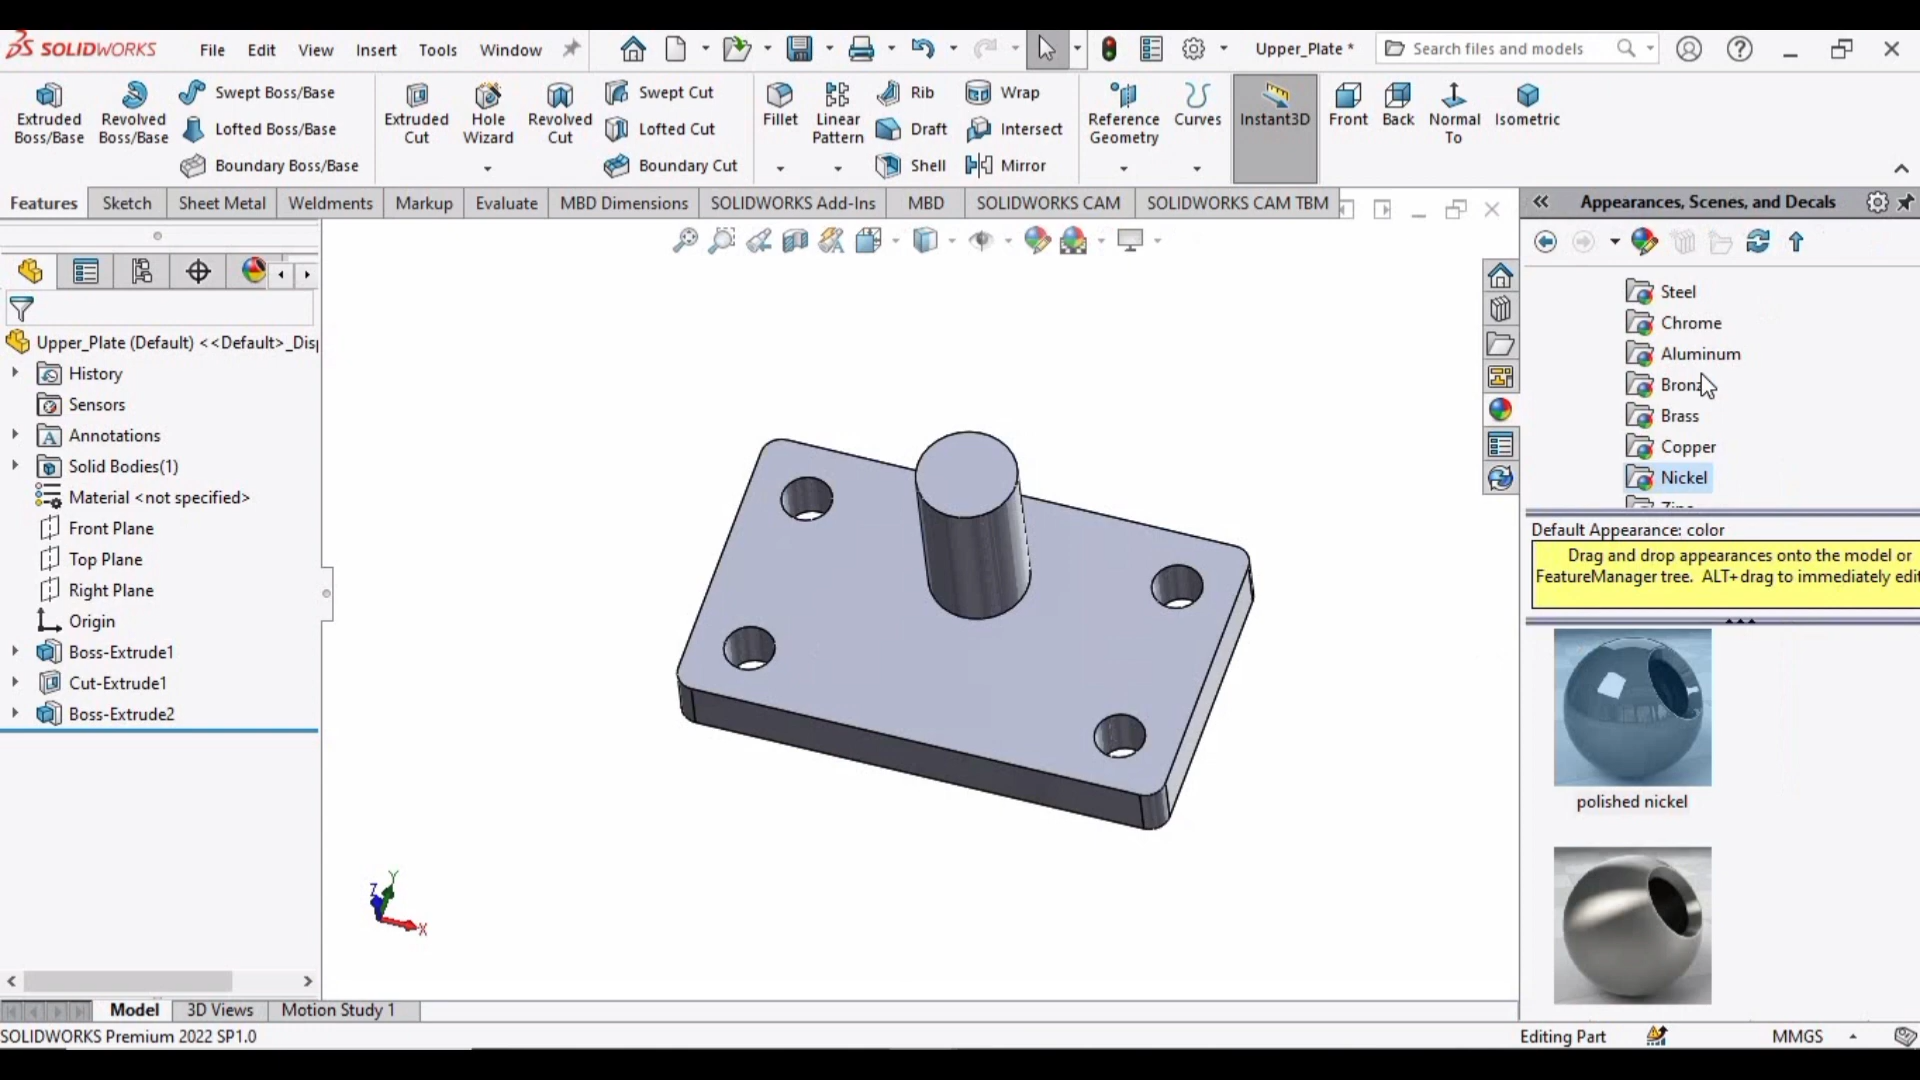 SOLIDWORKS File Edit View Insert Tools Window Upper_Plate * Search files and models
Extruded Boss/Base
Revolved Boss/Base
Swept Boss/Base
Lofted Boss/Base
Boundary Boss/Base
Extruded Cut
Hole Wizard
Revolved Cut
Swept Cut
Lofted Cut
Boundary Cut
Fillet
Linear Pattern
Rib
Draft
Shell
Wrap
Intersect
Mirror
Reference Geometry
Curves
Instant3D
Front
Back
Normal To
Isometric
Features Sketch Sheet Metal Weldments Markup Evaluate MBD Dimensions SOLIDWORKS Add-Ins MBD SOLIDWORKS CAM SOLIDWORKS CAM TBM
Upper_Plate (Default) <<Default>_Disp
History
Sensors
Annotations
Solid Bodies(1)
Material <not specified>
Front Plane
Top Plane
Right Plane
Origin
Boss-Extrude1
Cut-Extrude1
Boss-Extrude2
Z
Y
X
Appearances, Scenes, and Decals
Steel
Chrome
Aluminum
Bronz
Brass
Copper
Nickel
Default Appearance: color
Drag and drop appearances onto the model or
FeatureManager tree. ALT+drag to immediately edi
polished nickel
Model 3D Views Motion Study 1
SOLIDWORKS Premium 2022 SP1.0 Editing Part MMGS